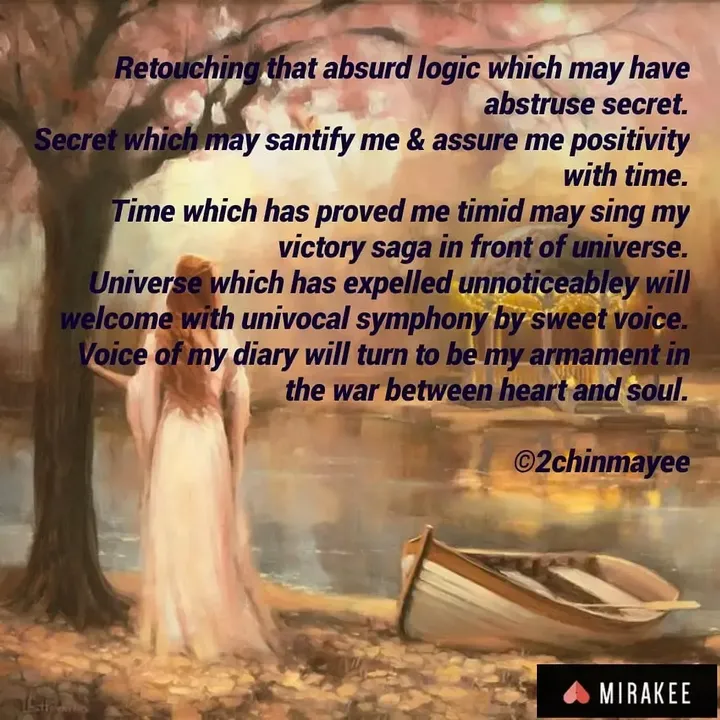 Retouching that absurd logic which may have
abstruse secret.
Secret which may santify me & assure me positivity
with time.
Time which has proved me timid may sing my
victory saga in front of universe.
Universe which has expelled unnoticeabley will
welcome with univocal symphony by sweet voice.
Voice of my diary will turn to be my armament in
the war between heart and soul.
©2chinmayee
MIRAKEE